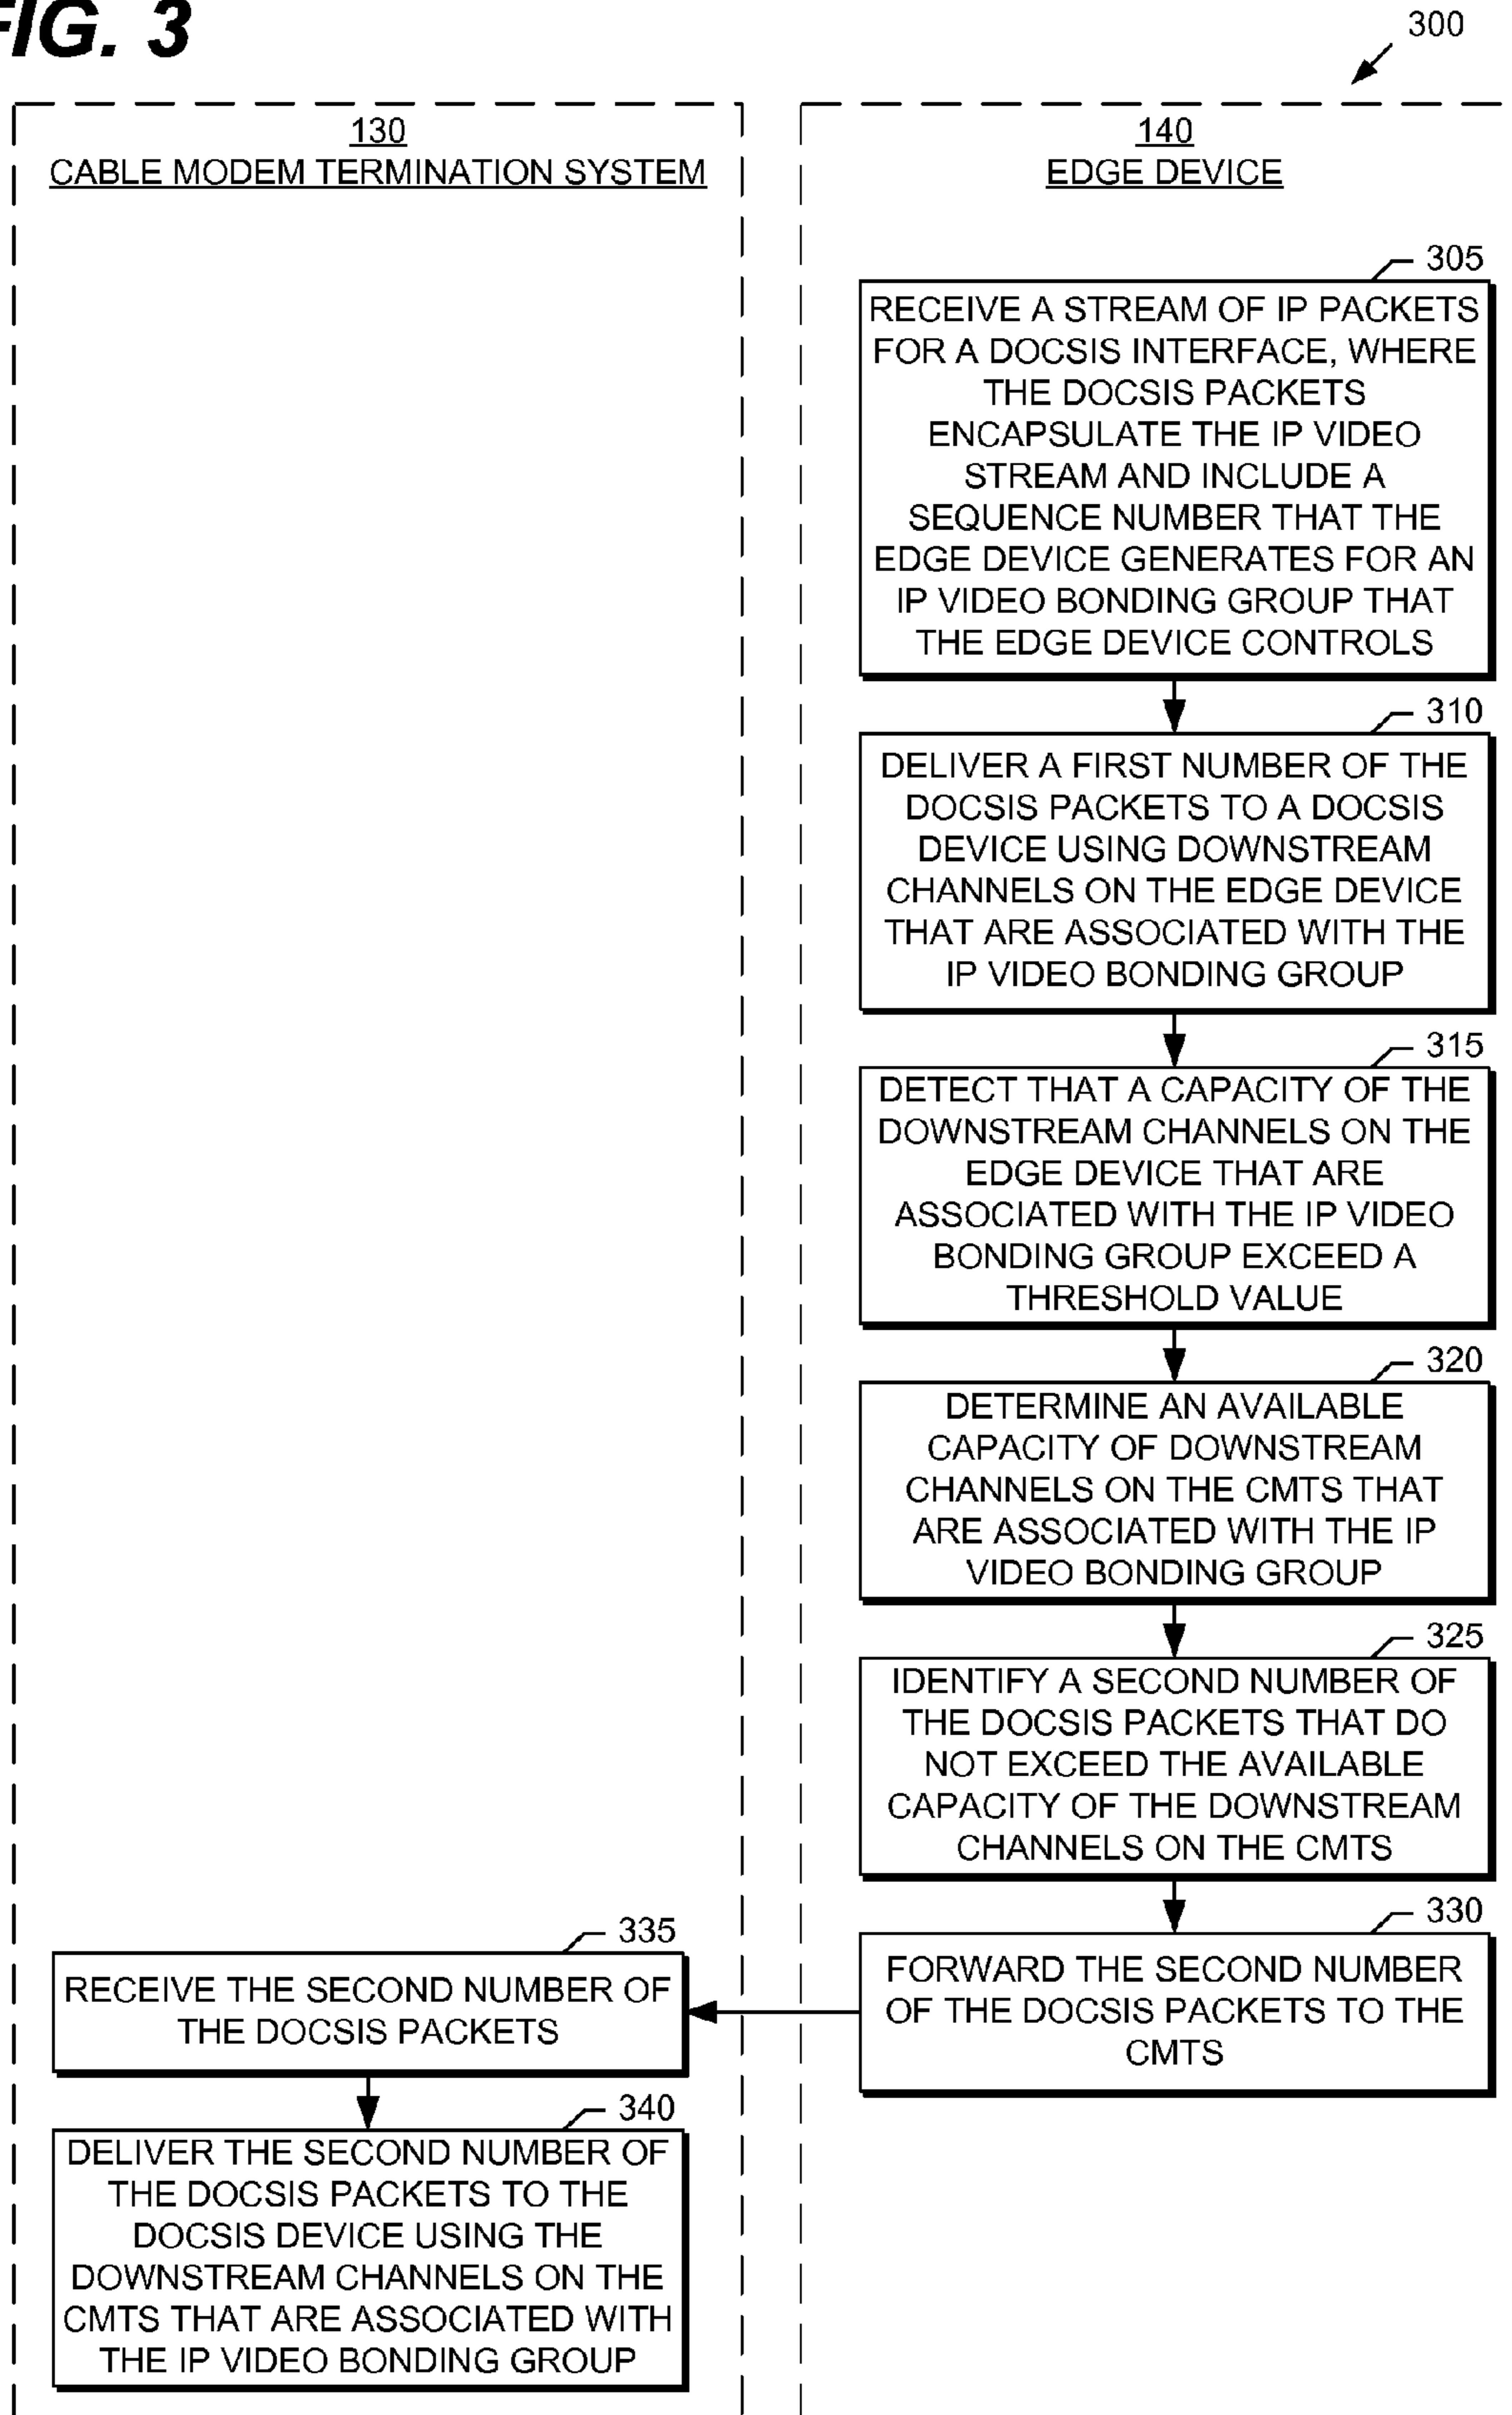 FIG. 3
300
130
CABLE MODEM TERMINATION SYSTEM
140
EDGE DEVICE
305
RECEIVE A STREAM OF IP PACKETS
FOR A DOCSIS INTERFACE, WHERE
THE DOCSIS PACKETS
ENCAPSULATE THE IP VIDEO
STREAM AND INCLUDE A
SEQUENCE NUMBER THAT THE
EDGE DEVICE GENERATES FOR AN
IP VIDEO BONDING GROUP THAT
THE EDGE DEVICE CONTROLS
310
DELIVER A FIRST NUMBER OF THE
DOCSIS PACKETS TO A DOCSIS
DEVICE USING DOWNSTREAM
CHANNELS ON THE EDGE DEVICE
THAT ARE ASSOCIATED WITH THE
IP VIDEO BONDING GROUP
315
DETECT THAT A CAPACITY OF THE
DOWNSTREAM CHANNELS ON THE
EDGE DEVICE THAT ARE
ASSOCIATED WITH THE IP VIDEO
BONDING GROUP EXCEED A
THRESHOLD VALUE
320
DETERMINE AN AVAILABLE
CAPACITY OF DOWNSTREAM
CHANNELS ON THE CMTS THAT
ARE ASSOCIATED WITH THE IP
VIDEO BONDING GROUP
325
IDENTIFY A SECOND NUMBER OF
THE DOCSIS PACKETS THAT DO
NOT EXCEED THE AVAILABLE
CAPACITY OF THE DOWNSTREAM
CHANNELS ON THE CMTS
330
FORWARD THE SECOND NUMBER
OF THE DOCSIS PACKETS TO THE
CMTS
335
RECEIVE THE SECOND NUMBER OF
THE DOCSIS PACKETS
340
DELIVER THE SECOND NUMBER OF
THE DOCSIS PACKETS TO THE
DOCSIS DEVICE USING THE
DOWNSTREAM CHANNELS ON THE
CMTS THAT ARE ASSOCIATED WITH
THE IP VIDEO BONDING GROUP